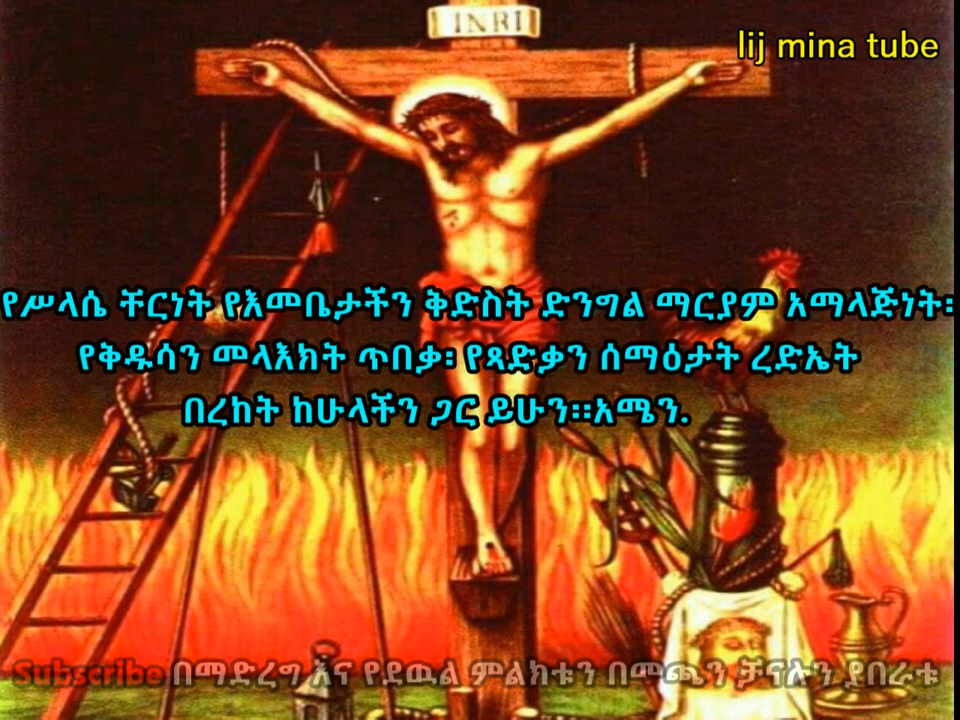 INRI
lij mina tube
የሥላሴ ቸርነት የእመቤታችን ቅድስት ድንግል ማርያም አማላጅነት፡
የቅዱሳን መላእክት ጥበቃ፡ የጻድቃን ሰማዕታት ረድኤት
በረከት ከሁላችን ጋር ይሁን።አሜን.
Subscribe በማድረግ እና የደዉል ምልክቱን በመጫን ቻናሉን ያበራቱ